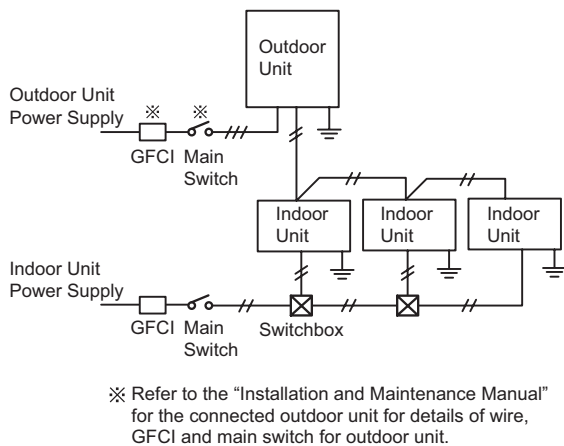 Outdoor
Unit
Outdoor Unit
Power Supply
※ ※
GFCI Main
Switch
Indoor
Unit
Indoor
Unit
Indoor
Unit
Indoor Unit
Power Supply
GFCI Main
Switch
Switchbox
※ Refer to the “Installation and Maintenance Manual”
for the connected outdoor unit for details of wire,
GFCI and main switch for outdoor unit.